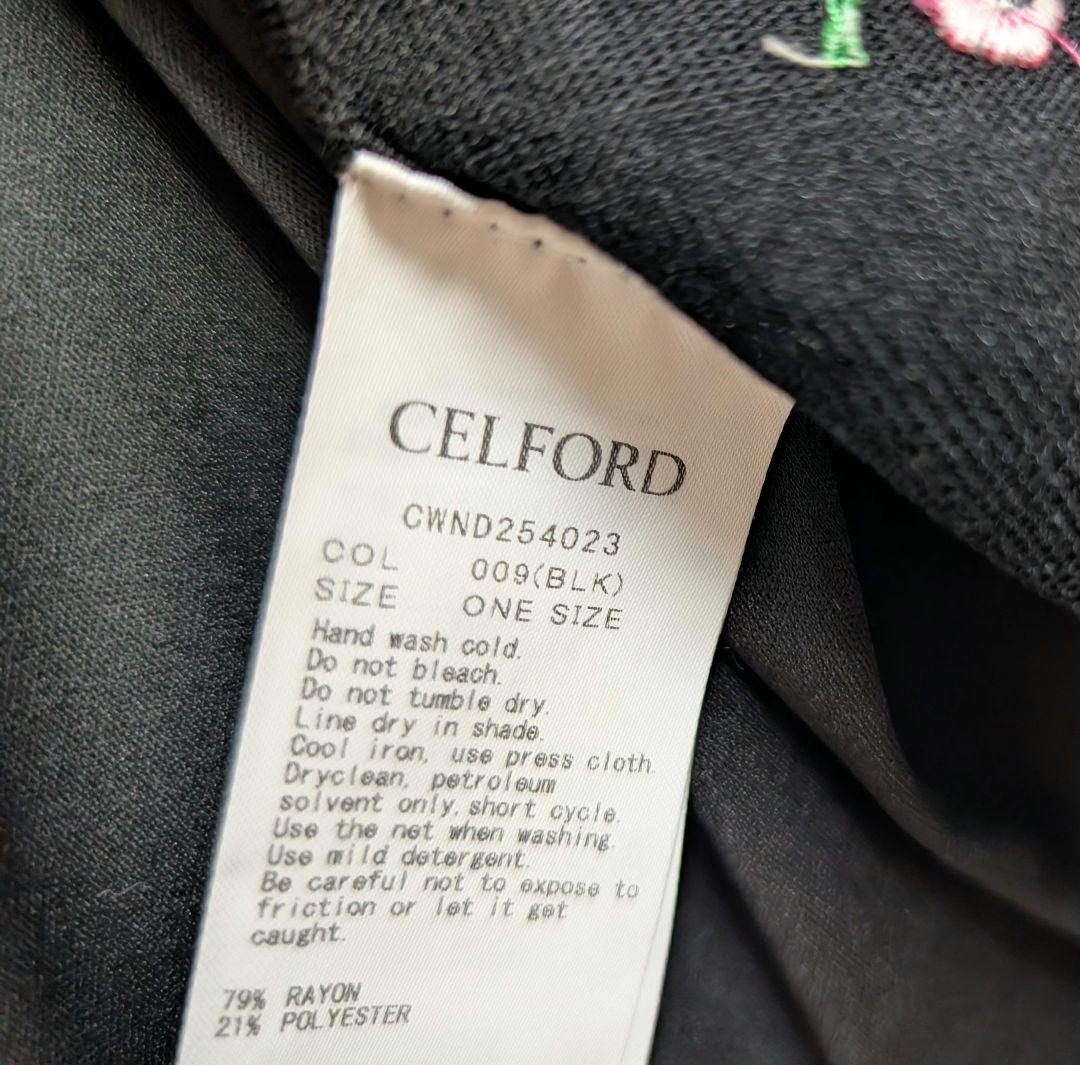 CELFORD
CWND254023
COL 009(BLK)
SIZE ONE SIZE
Hand wash cold.
Do not bleach.
Do not tumble dry.
Line dry in shade.
Cool iron, use press cloth.
Dryclean, petroleum
solvent only, short cycle.
Use the net when washing.
Use mild detergent.
Be careful not to expose to
friction or let it get
caught.
79% RAYON
21% POLYESTER